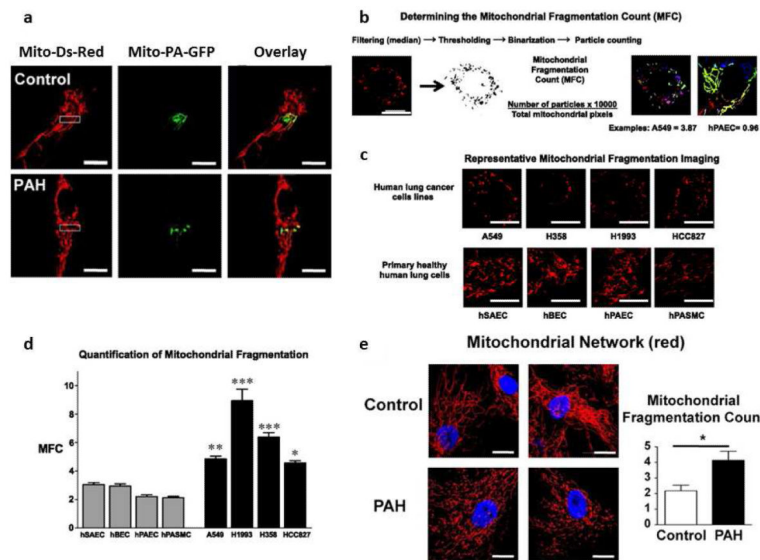 a
Mito-Ds-Red Mito-PA-GFP Overlay
Control
PAH
b
Determining the Mitochondrial Fragmentation Count (MFC)
Filtering (median) → Thresholding → Binarization → Particle counting
Mitochondrial
Fragmentation
Count (MFC)
Number of particles x 10000
Total mitochondrial pixels
Examples: A549 = 3.87 hPAEC= 0.96
c
Representative Mitochondrial Fragmentation Imaging
Human lung cancer
cells lines
A549 H358 H1993 HCC827
Primary healthy
human lung cells
hSAEC hBEC hPAEC hPASMC
d
Quantification of Mitochondrial Fragmentation
MFC
10
8
6
4
2
0
** *** *** *
hSAEC hBEC hPAEC hPASMC A549 H1993 H358 HCC827
e
Mitochondrial Network (red)
Control
PAH
Mitochondrial
Fragmentation Coun
*
5
4
3
2
1
0
Control PAH